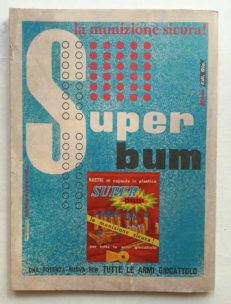 la munizione sicura!
Super
bum
NASTRI di capsule in plastica
SUPER
bum
la munizione sicura!
per tutte le armi giocattolo
UNA POTENZA NUOVA PER TUTTE LE ARMI GIOCATTOLO